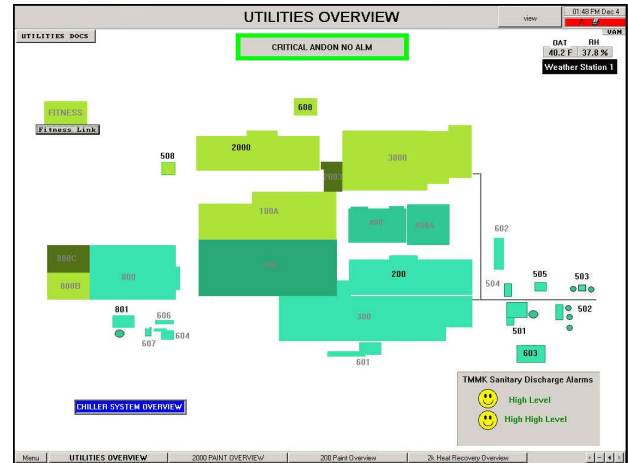 UTILITIES OVERVIEW
view
01:48 PM Dec 4
A
UTILITIES DOCS
CRITICAL ANDON NO ALM
UAM
OAT RH
40.2 F 37.8 %
Weather Station 1
FITNESS
Fitness Link
608
2000
3000
508
2003
100A
400
400A
602
800C
800
800B
200
504
505
503
801
606
300
502
604
607
501
601
603
TMMK Sanitary Discharge Alarms
High Level
High High Level
CHILLER SYSTEM OVERVIEW
Menu
UTILITIES OVERVIEW
2000 PAINT OVERVIEW
200 Paint Overview
2k Heat Recovery Overview